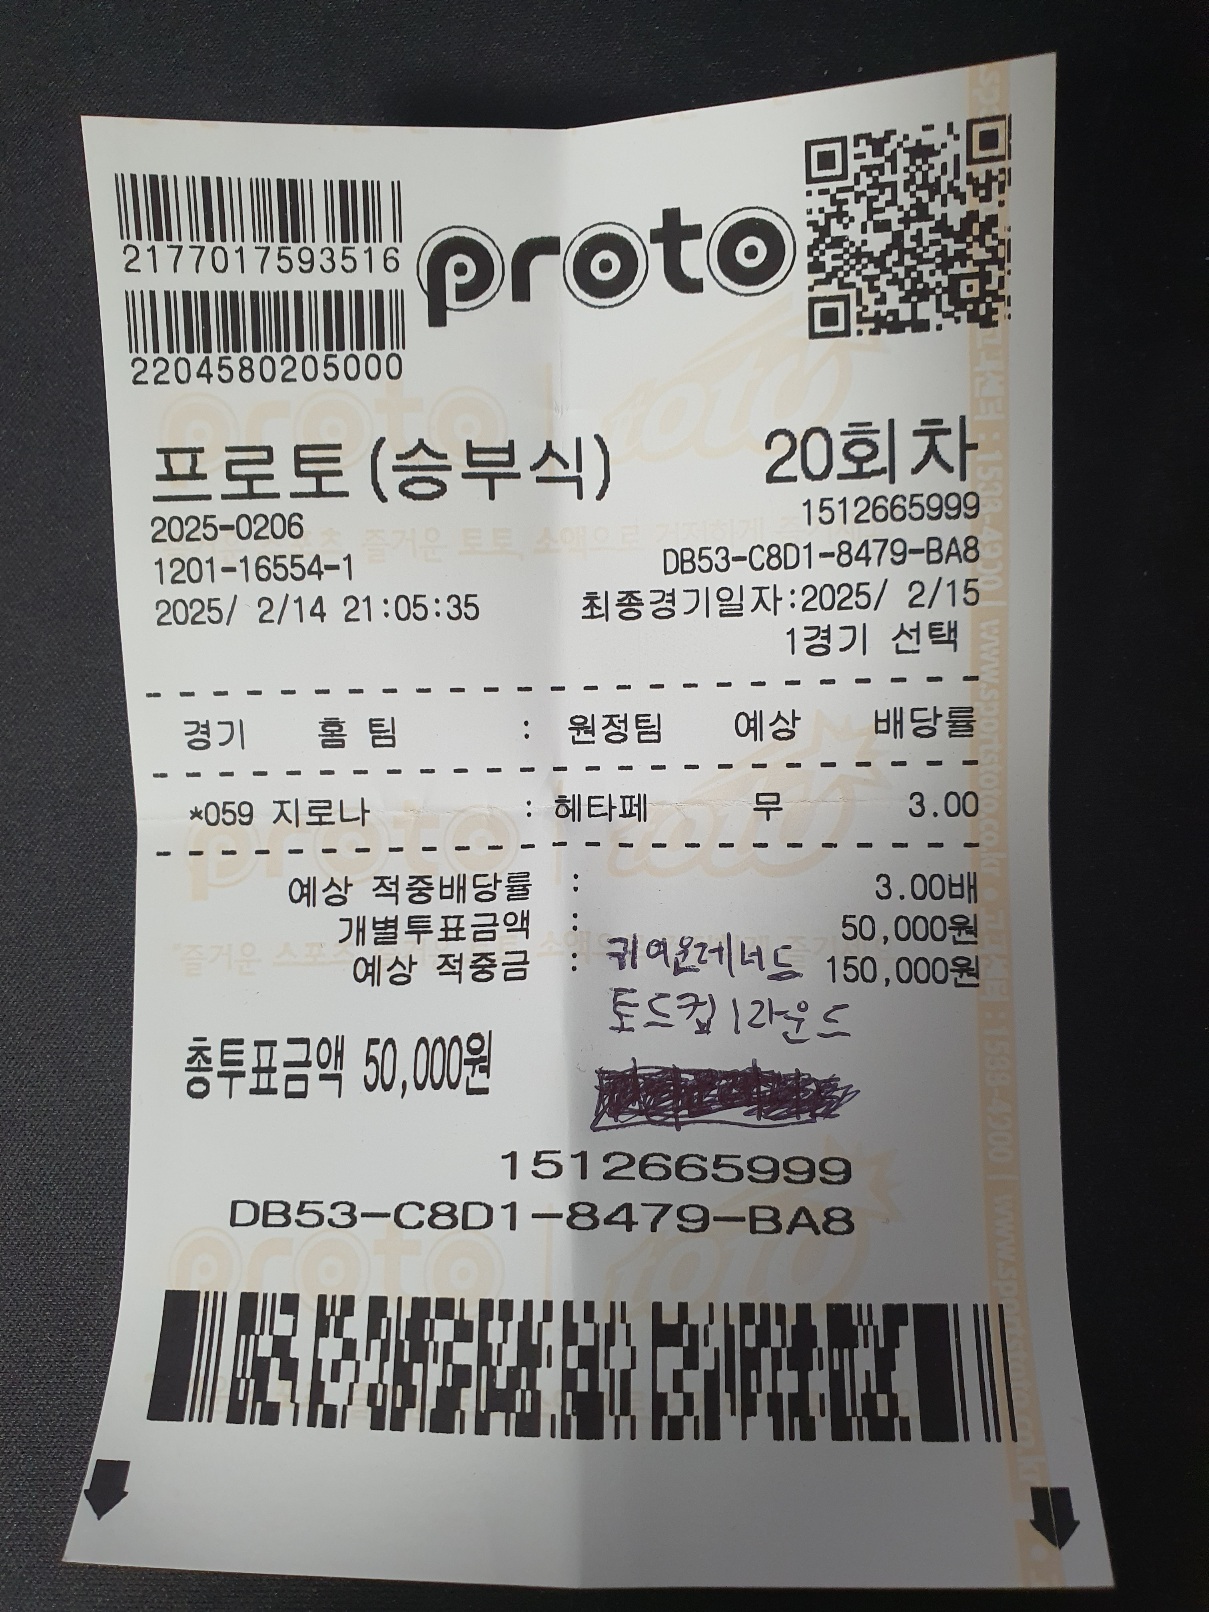 2177017593516
2204580205000
proto
프로토(승부식) 20회차
2025-0206 1512665999
1201-16554-1 DB53-C8D1-8479-BA8
2025/ 2/14 21:05:35 최종경기일자:2025/ 2/15
1경기 선택
경기 홈 팀 : 원정팀 예상 배당률
*059 지로나 : 헤타페 무 3.00
예상 적중배당률 : 3.00배
개별투표금액 : 50,000원
예상 적중금 : 150,000원
귀여운레너드
토드컵1라운드
총투표금액 50,000원
1512665999
DB53-C8D1-8479-BA8